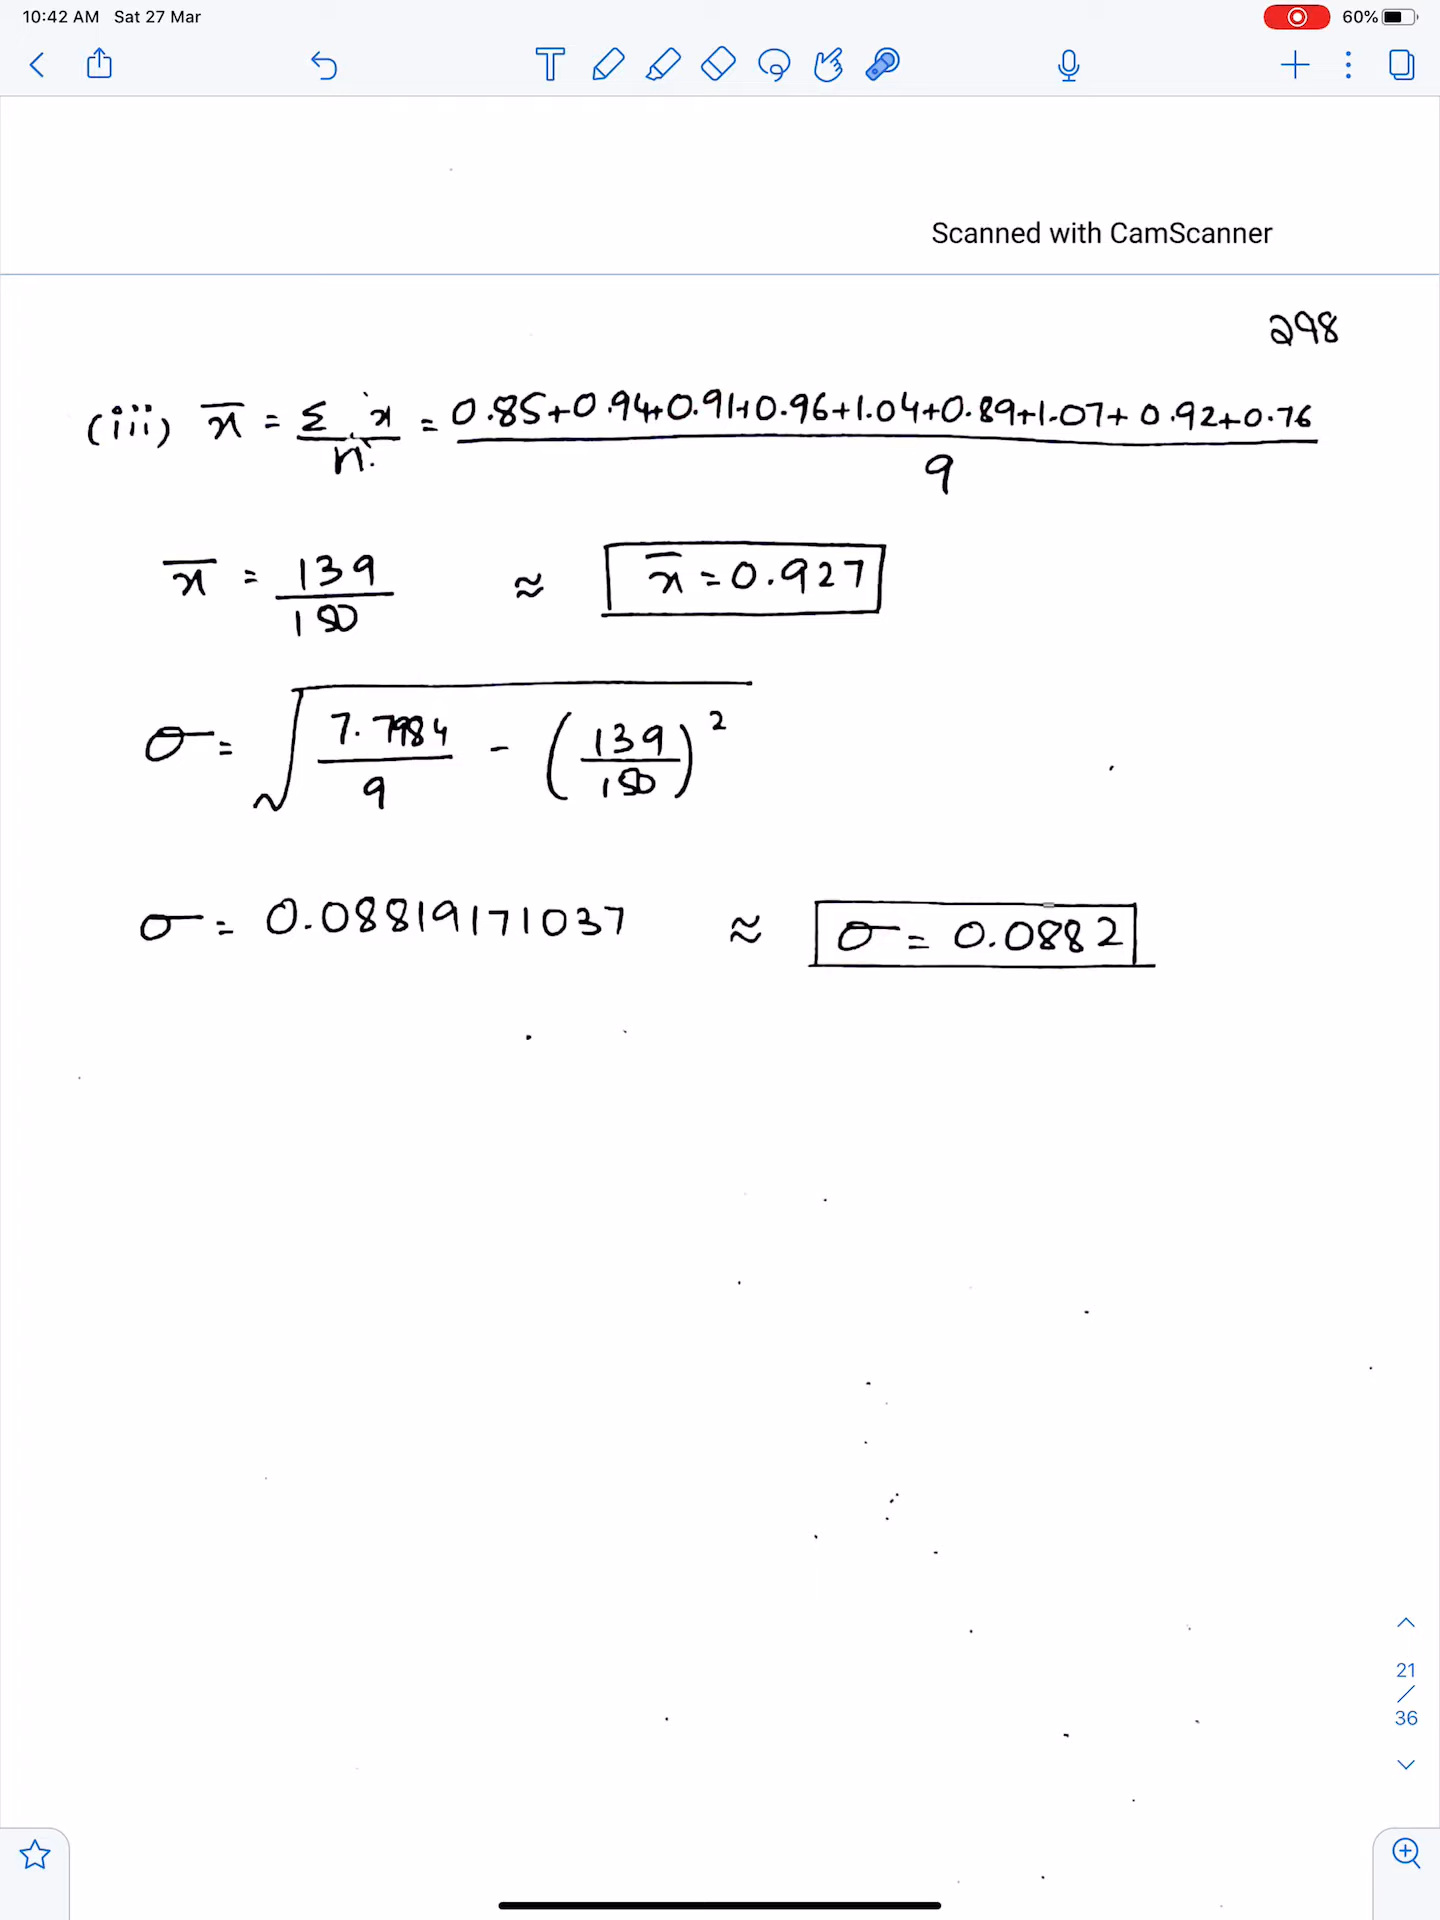 10:42 AM Sat 27 Mar 60%
Scanned with CamScanner
298
(iii) x̄ = Σx/n = 0.85+0.94+0.91+0.96+1.04+0.89+1.07+0.92+0.76/9
x̄ = 139/150 ≈ x̄ = 0.927
σ = √(7.7984/9 - (139/150)²)
σ = 0.08819171037 ≈ σ = 0.0882
21
/
36